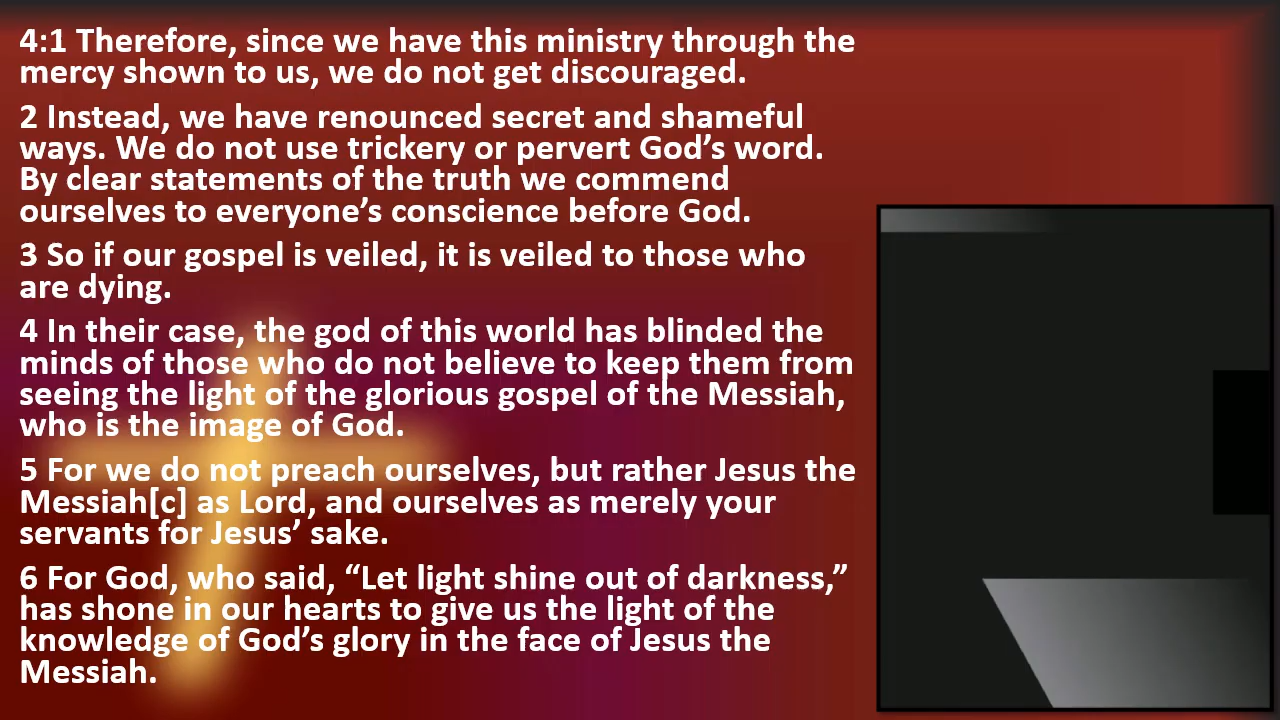 4:1 Therefore, since we have this ministry through the
mercy shown to us, we do not get discouraged.
2 Instead, we have renounced secret and shameful
ways. We do not use trickery or pervert God’s word.
By clear statements of the truth we commend
ourselves to everyone’s conscience before God.
3 So if our gospel is veiled, it is veiled to those who
are dying.
4 In their case, the god of this world has blinded the
minds of those who do not believe to keep them from
seeing the light of the glorious gospel of the Messiah,
who is the image of God.
5 For we do not preach ourselves, but rather Jesus the
Messiah[c] as Lord, and ourselves as merely your
servants for Jesus’ sake.
6 For God, who said, “Let light shine out of darkness,”
has shone in our hearts to give us the light of the
knowledge of God’s glory in the face of Jesus the
Messiah.